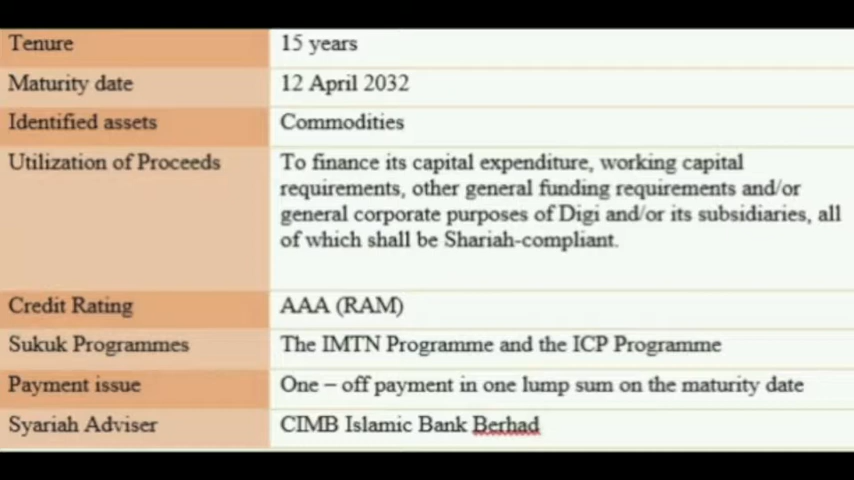 Tenure 15 years
Maturity date 12 April 2032
Identified assets Commodities
Utilization of Proceeds To finance its capital expenditure, working capital
requirements, other general funding requirements and/or
general corporate purposes of Digi and/or its subsidiaries, all
of which shall be Shariah-compliant.
Credit Rating AAA (RAM)
Sukuk Programmes The IMTN Programme and the ICP Programme
Payment issue One – off payment in one lump sum on the maturity date
Syariah Adviser CIMB Islamic Bank Berhad